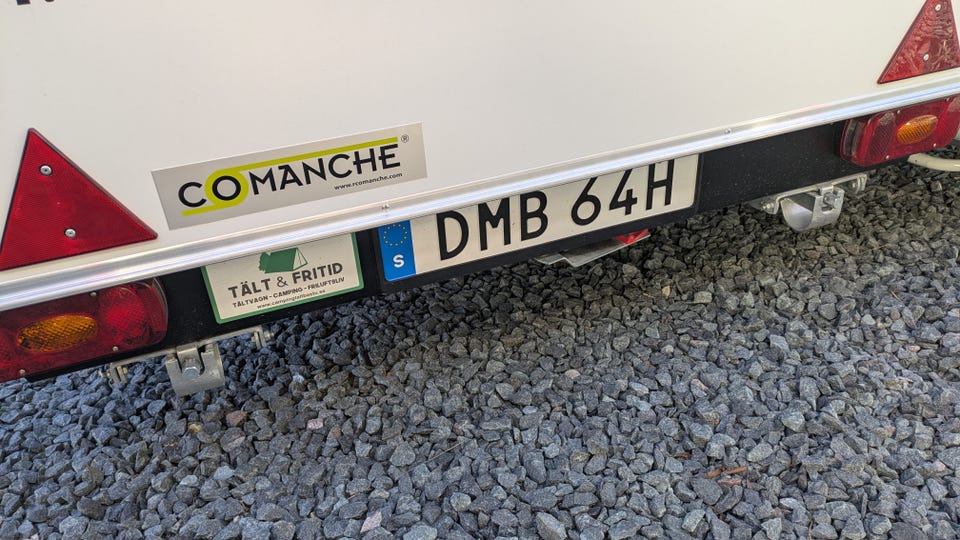 COMANCHE®
www.rcomanche.com
S
DMB 64H
TÄLT & FRITID
TÄLTVAGN - CAMPING - FRILUFTSLIV